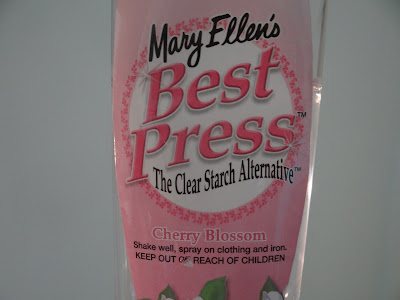 Mary Ellen's
Best
Press™
The Clear Starch Alternative™
Cherry Blossom
Shake well, spray on clothing and iron.
KEEP OUT OF REACH OF CHILDREN